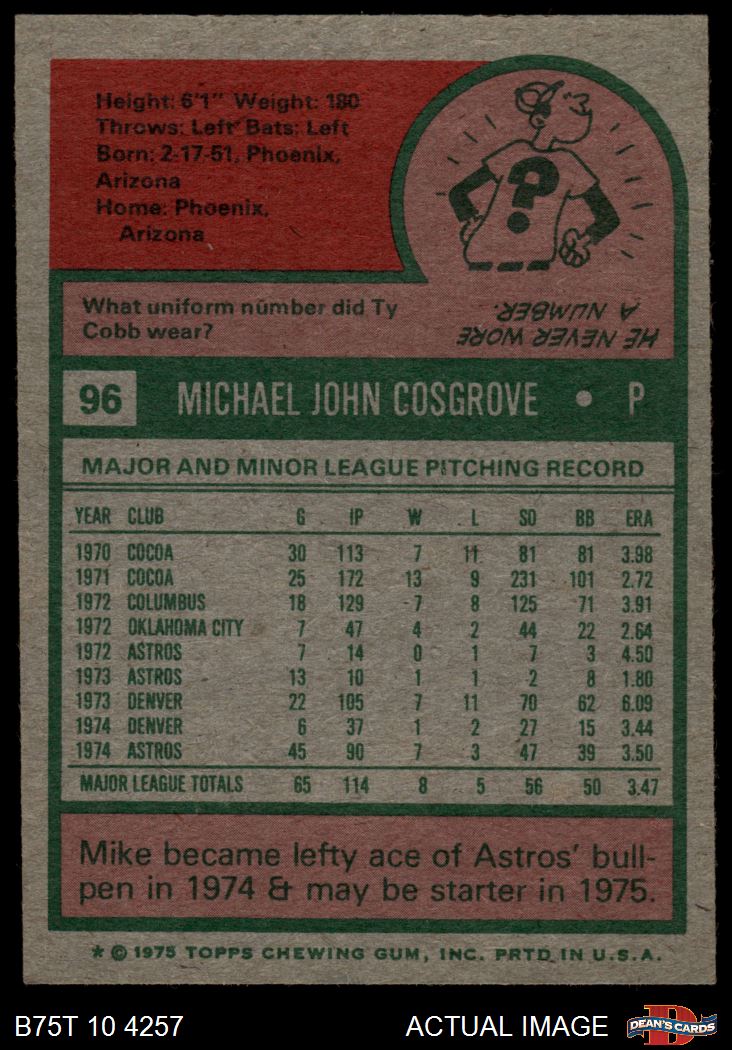 Height: 6'1" Weight: 180
Throws: Left Bats: Left
Born: 2-17-51, Phoenix,
Arizona
Home: Phoenix,
Arizona
?
What uniform number did Ty
Cobb wear?
HE NEVER WORE
A NUMBER.
96 MICHAEL JOHN COSGROVE • P
MAJOR AND MINOR LEAGUE PITCHING RECORD
YEAR CLUB G IP W L SO BB ERA
1970 COCOA 30 113 7 11 81 81 3.98
1971 COCOA 25 172 13 9 231 101 2.72
1972 COLUMBUS 18 129 7 8 125 71 3.91
1972 OKLAHOMA CITY 7 47 4 2 44 22 2.64
1972 ASTROS 7 14 0 1 7 3 4.50
1973 ASTROS 13 10 1 1 2 8 1.80
1973 DENVER 22 105 7 11 70 62 6.09
1974 DENVER 6 37 1 2 27 15 3.44
1974 ASTROS 45 90 7 3 47 39 3.50
MAJOR LEAGUE TOTALS 65 114 8 5 56 50 3.47
Mike became lefty ace of Astros' bull-
pen in 1974 & may be starter in 1975.
* © 1975 TOPPS CHEWING GUM, INC. PRTD. IN U.S.A.
B75T 10 4257 ACTUAL IMAGE DEAN'S CARDS